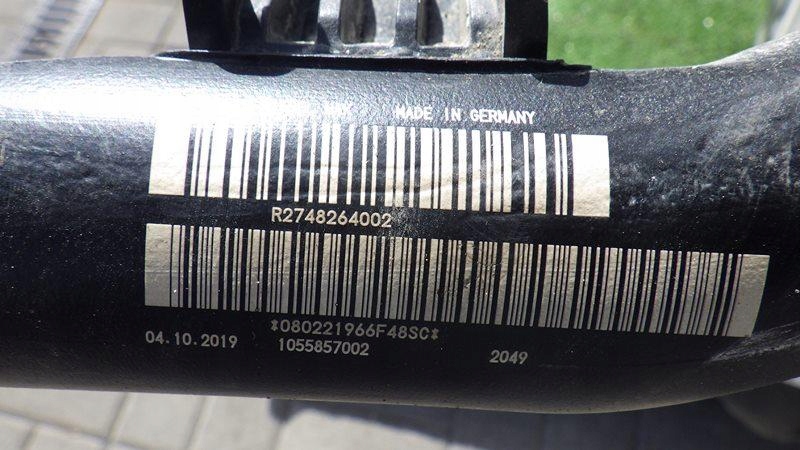 MADE IN GERMANY
R2748264002
*080221966F48SC*
04.10.2019 1055857002 2049